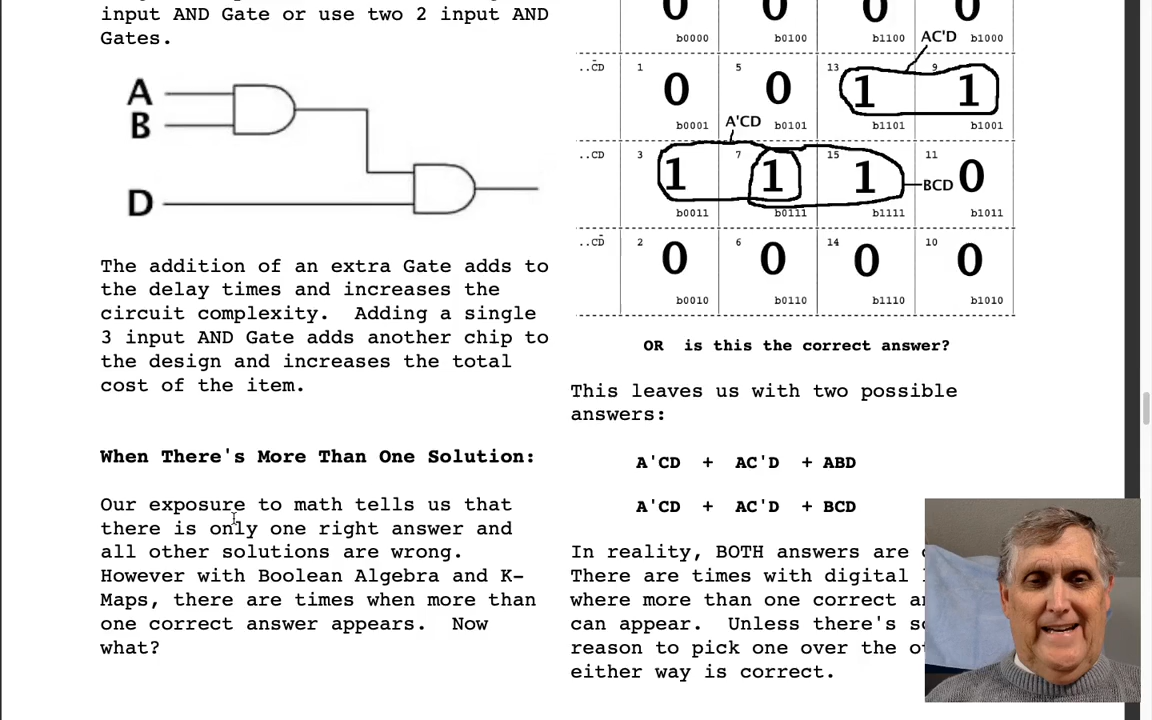 input AND Gate or use two 2 input AND
Gates.
A
B
D
The addition of an extra Gate adds to
the delay times and increases the
circuit complexity. Adding a single
3 input AND Gate adds another chip to
the design and increases the total
cost of the item.
When There's More Than One Solution:
Our exposure to math tells us that
there is only one right answer and
all other solutions are wrong.
However with Boolean Algebra and K-
Maps, there are times when more than
one correct answer appears. Now
what?
0 0 0 0
b0000 b0100 b1100 b1000
AC'D
..C̄D 1 0 5 0 13 1 9 1
b0001 b0101 b1101 b1001
A'CD
..CD 3 1 7 1 15 1 11 0
BCD
b0011 b0111 b1111 b1011
..CD̄ 2 0 6 0 14 0 10 0
b0010 b0110 b1110 b1010
OR is this the correct answer?
This leaves us with two possible
answers:
A'CD + AC'D + ABD
A'CD + AC'D + BCD
In reality, BOTH answers are
There are times with digital
where more than one correct
can appear. Unless there's
reason to pick one over the
either way is correct.